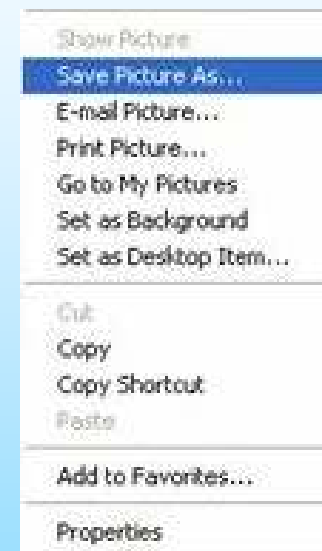 Show Picture
Save Picture As...
E-mail Picture...
Print Picture...
Go to My Pictures
Set as Background
Set as Desktop Item...
Cut
Copy
Copy Shortcut
Paste
Add to Favorites...
Properties